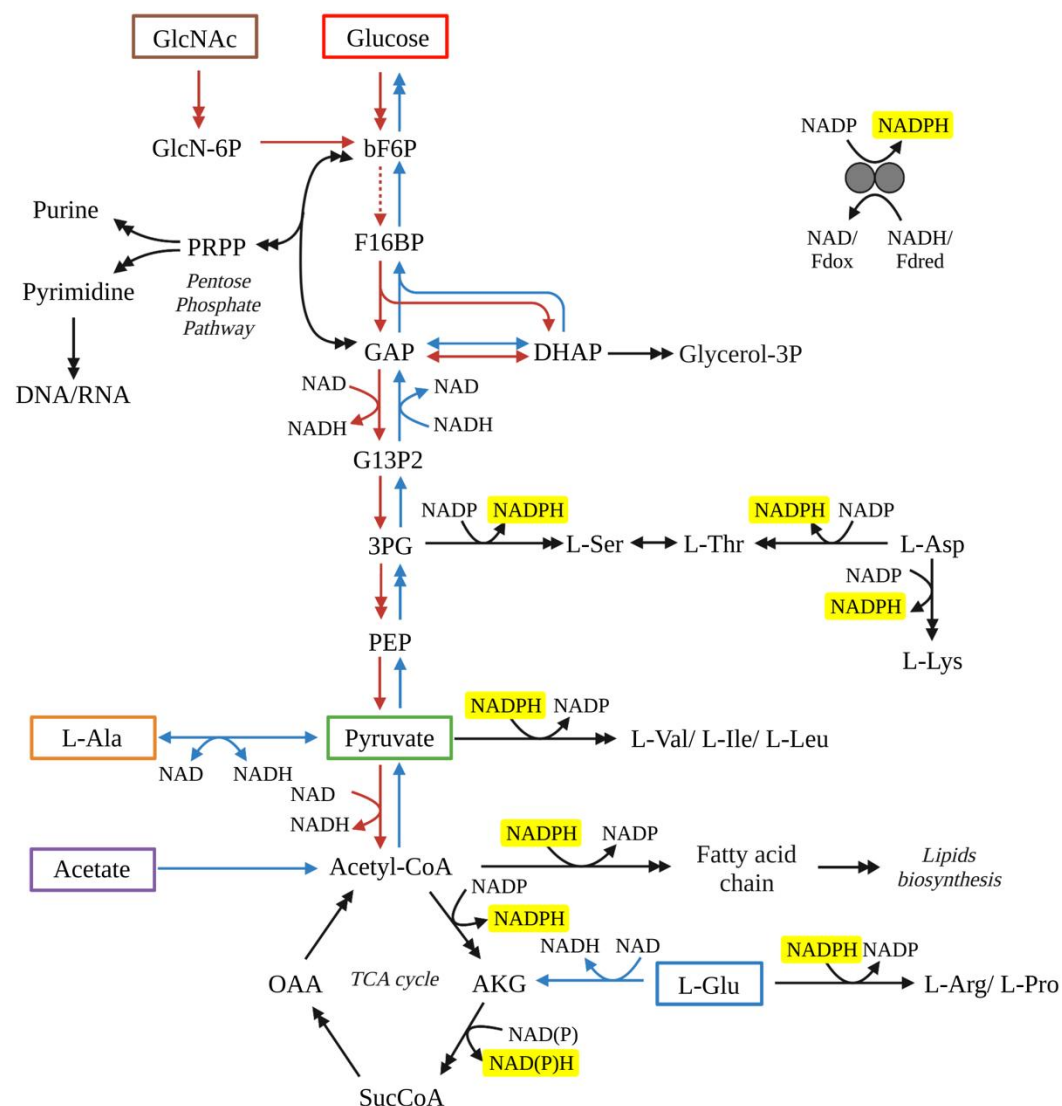 GlcNAc
Glucose
GlcN-6P
bF6P
NADP
NADPH
NAD/
Fdox
NADH/
Fdred
Purine
PRPP
Pyrimidine
Pentose
Phosphate
Pathway
DNA/RNA
F16BP
GAP
DHAP
Glycerol-3P
NAD
NADH
NAD
NADH
G13P2
3PG
NADP
NADPH
L-Ser
L-Thr
NADPH
NADP
L-Asp
NADP
NADPH
L-Lys
PEP
L-Ala
NAD
NADH
Pyruvate
NADPH
NADP
L-Val/ L-Ile/ L-Leu
NAD
NADH
Acetate
Acetyl-CoA
NADPH
NADP
Fatty acid
chain
Lipids
biosynthesis
NADP
NADPH
OAA
TCA cycle
AKG
NADH
NAD
L-Glu
NADPH
NADP
L-Arg/ L-Pro
NAD(P)
NAD(P)H
SucCoA